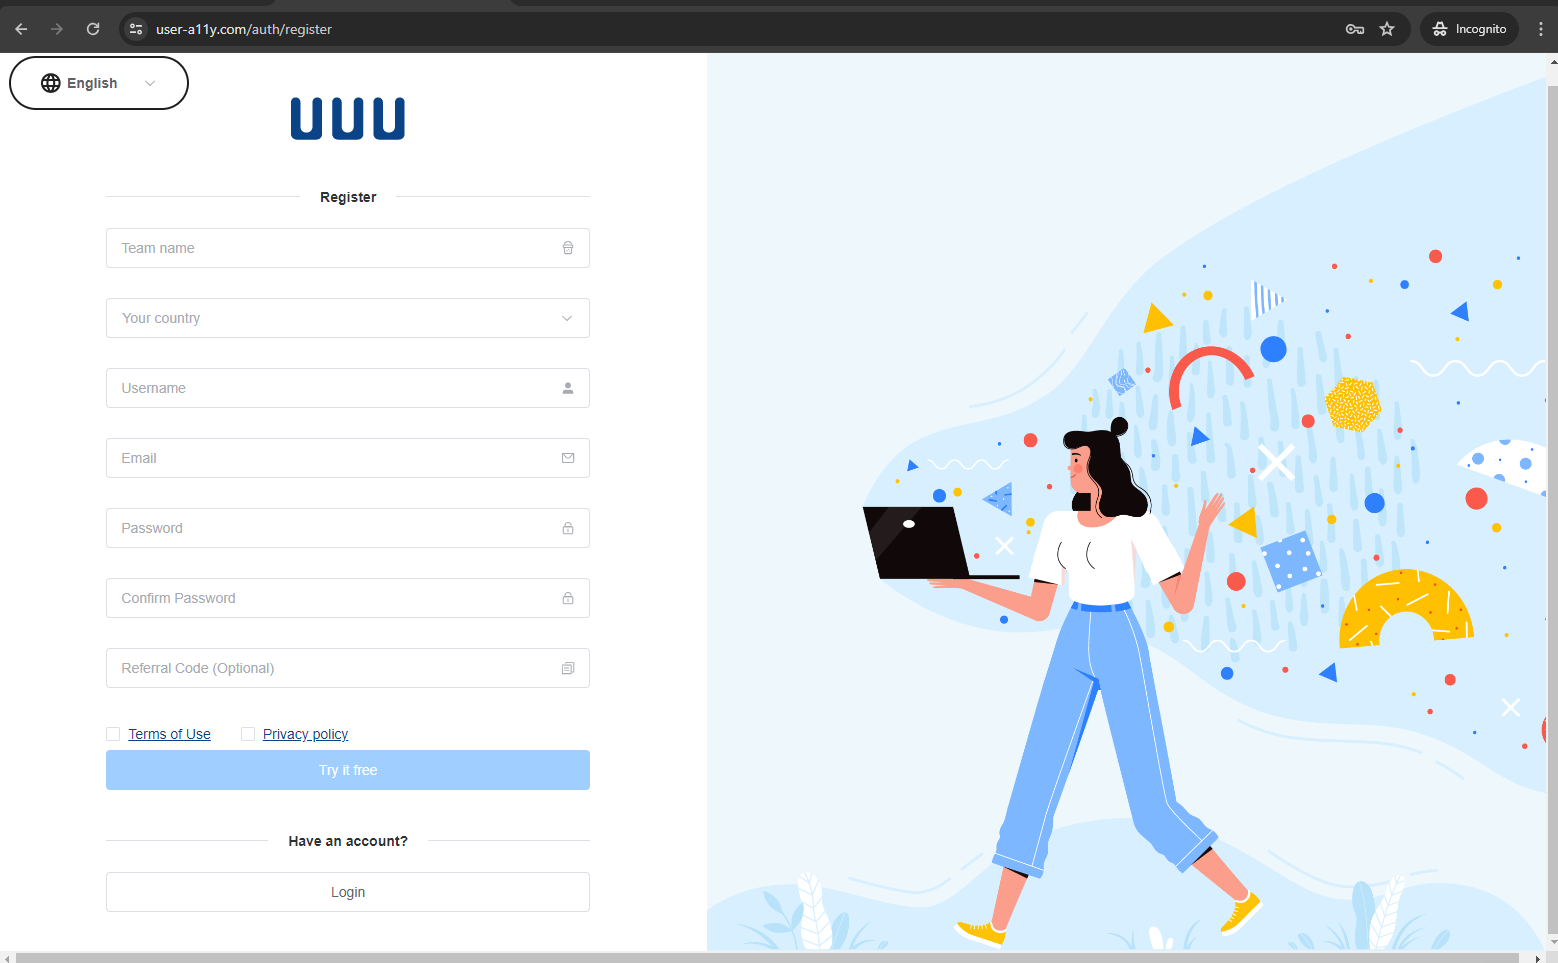 user-a11y.com/auth/register
Incognito
English
UUU
Register
Team name
Your country
Username
Email
Password
Confirm Password
Referral Code (Optional)
Terms of Use
Privacy policy
Try it free
Have an account?
Login